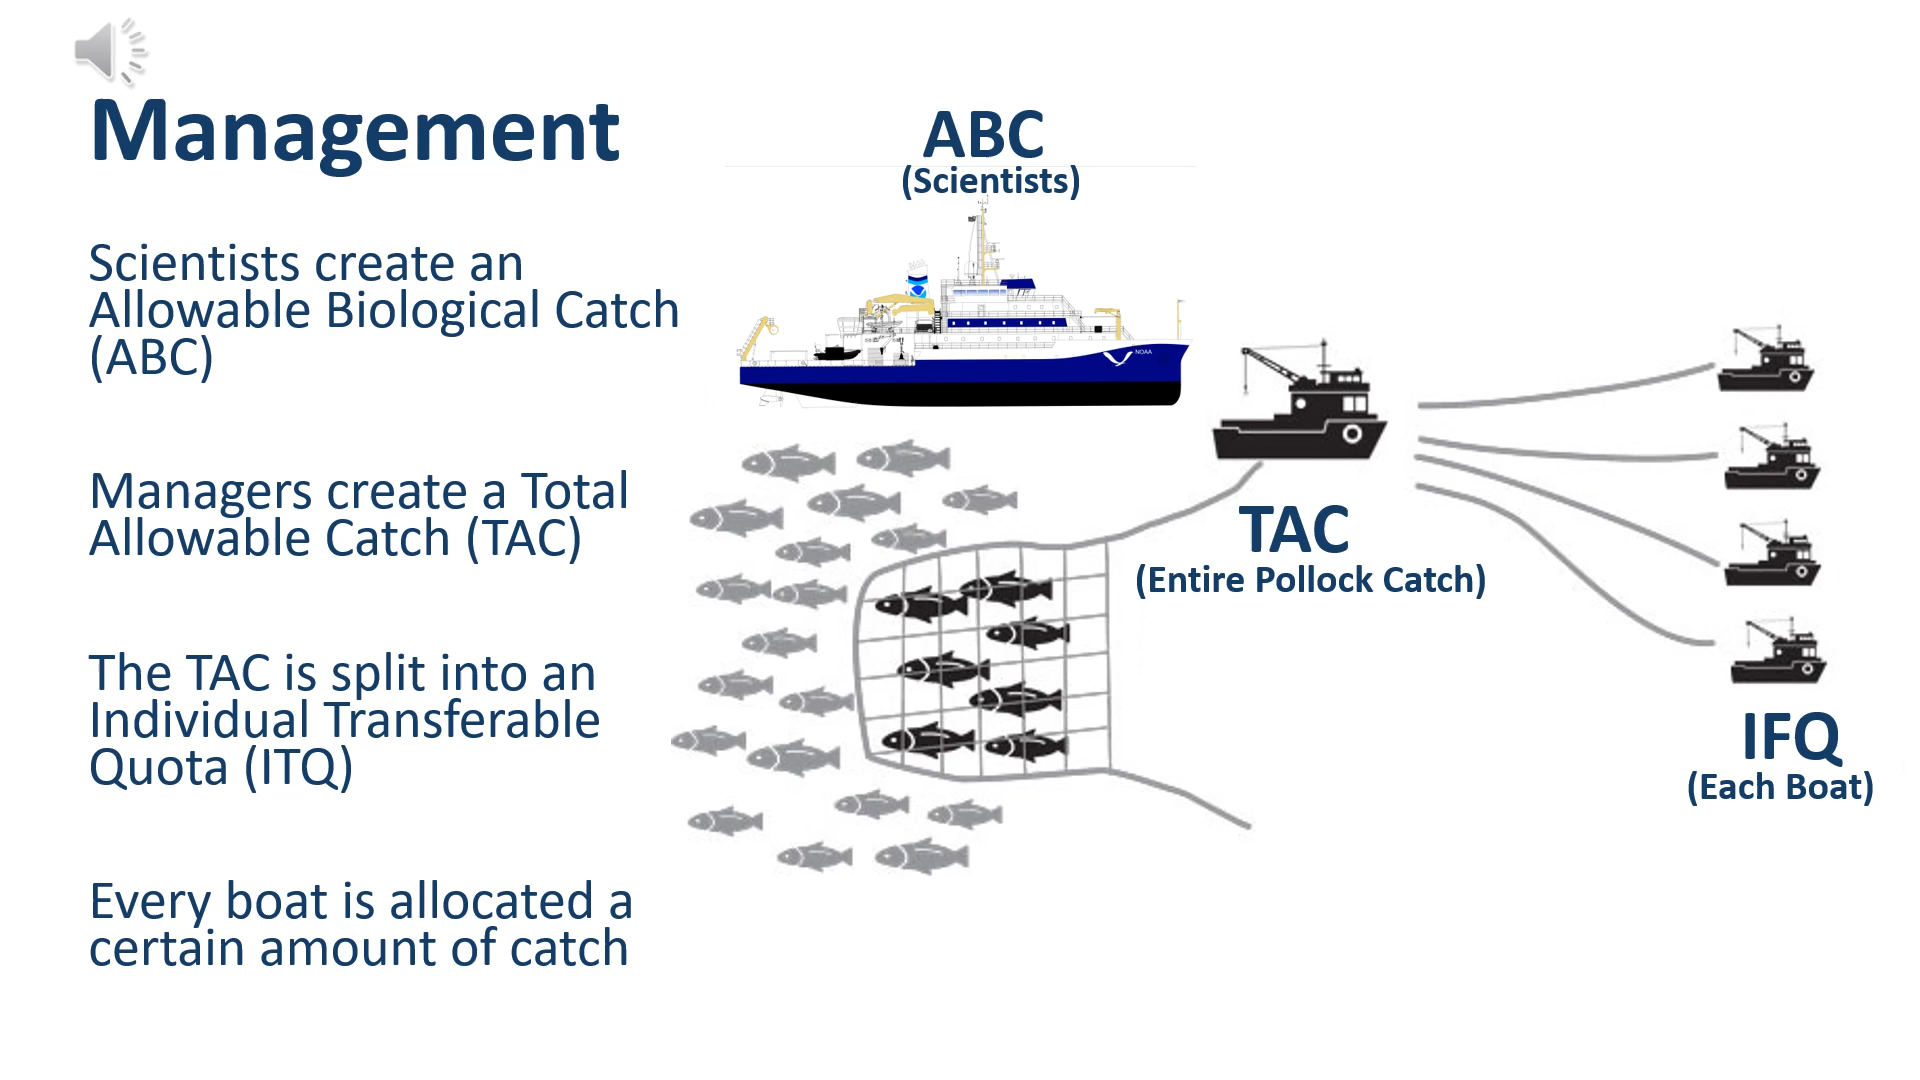 Management
Scientists create an
Allowable Biological Catch
(ABC)
Managers create a Total
Allowable Catch (TAC)
The TAC is split into an
Individual Transferable
Quota (ITQ)
Every boat is allocated a
certain amount of catch
ABC
(Scientists)
NOAA
TAC
(Entire Pollock Catch)
IFQ
(Each Boat)